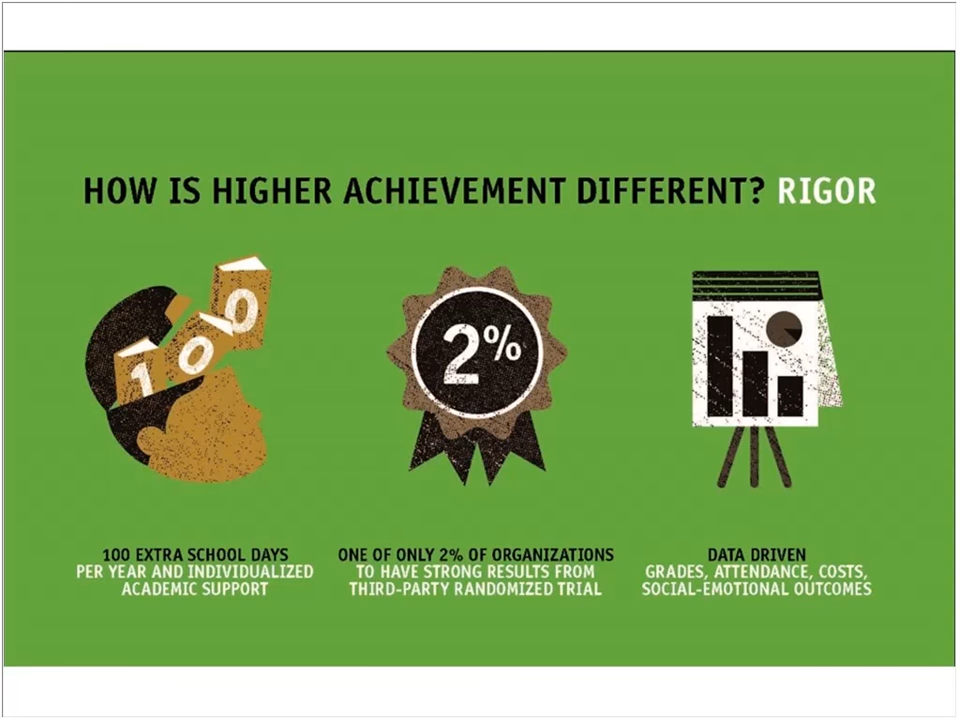 HOW IS HIGHER ACHIEVEMENT DIFFERENT? RIGOR
100
2%
100 EXTRA SCHOOL DAYS
PER YEAR AND INDIVIDUALIZED
ACADEMIC SUPPORT
ONE OF ONLY 2% OF ORGANIZATIONS
TO HAVE STRONG RESULTS FROM
THIRD-PARTY RANDOMIZED TRIAL
DATA DRIVEN
GRADES, ATTENDANCE, COSTS,
SOCIAL-EMOTIONAL OUTCOMES